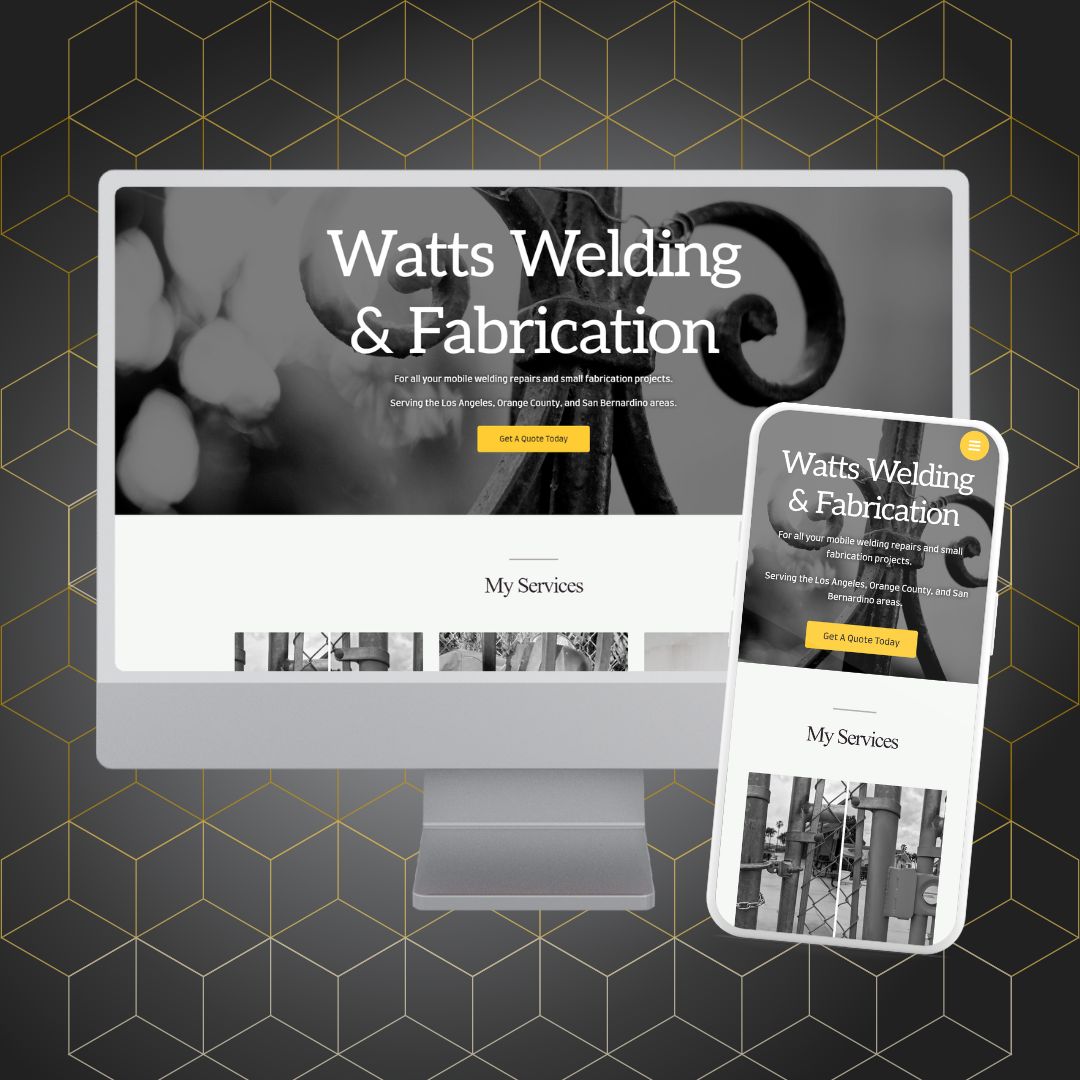 Watts Welding
& Fabrication
For all your mobile welding repairs and small fabrication projects.
Serving the Los Angeles, Orange County, and San Bernardino areas.
Get A Quote Today
My Services
Watts Welding
& Fabrication
For all your mobile welding repairs and small
fabrication projects.
Serving the Los Angeles, Orange County, and San
Bernardino areas.
Get A Quote Today
My Services